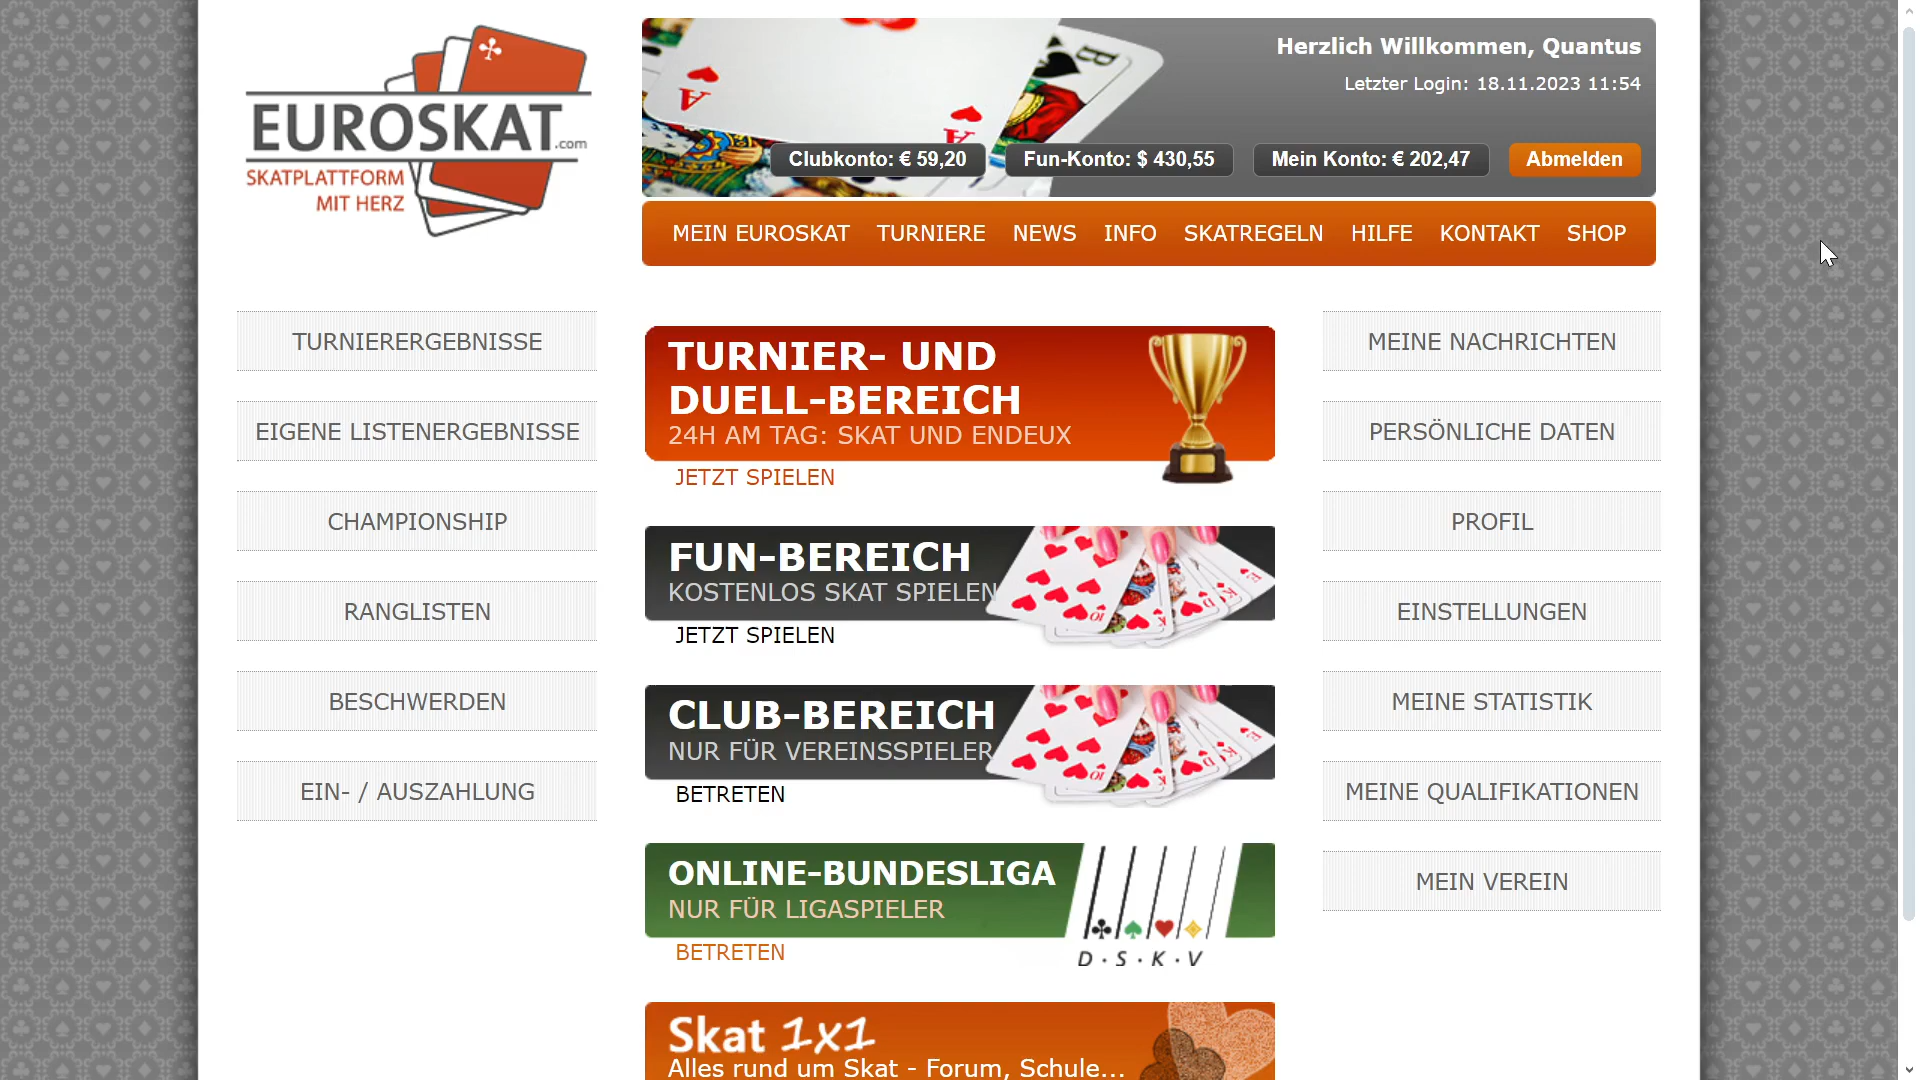 EUROSKAT.com
SKATPLATTFORM
MIT HERZ
Herzlich Willkommen, Quantus
Letzter Login: 18.11.2023 11:54
Clubkonto: € 59,20
Fun-Konto: $ 430,55
Mein Konto: € 202,47
Abmelden
MEIN EUROSKAT
TURNIERE
NEWS
INFO
SKATREGELN
HILFE
KONTAKT
SHOP
TURNIERERGEBNISSE
EIGENE LISTENERGEBNISSE
CHAMPIONSHIP
RANGLISTEN
BESCHWERDEN
EIN- / AUSZAHLUNG
TURNIER- UND
DUELL-BEREICH
24H AM TAG: SKAT UND ENDEUX
JETZT SPIELEN
FUN-BEREICH
KOSTENLOS SKAT SPIELEN
JETZT SPIELEN
CLUB-BEREICH
NUR FÜR VEREINSSPIELER
BETRETEN
ONLINE-BUNDESLIGA
NUR FÜR LIGASPIELER
D·S·K·V
BETRETEN
Skat 1x1
Alles rund um Skat - Forum, Schule...
MEINE NACHRICHTEN
PERSÖNLICHE DATEN
PROFIL
EINSTELLUNGEN
MEINE STATISTIK
MEINE QUALIFIKATIONEN
MEIN VEREIN